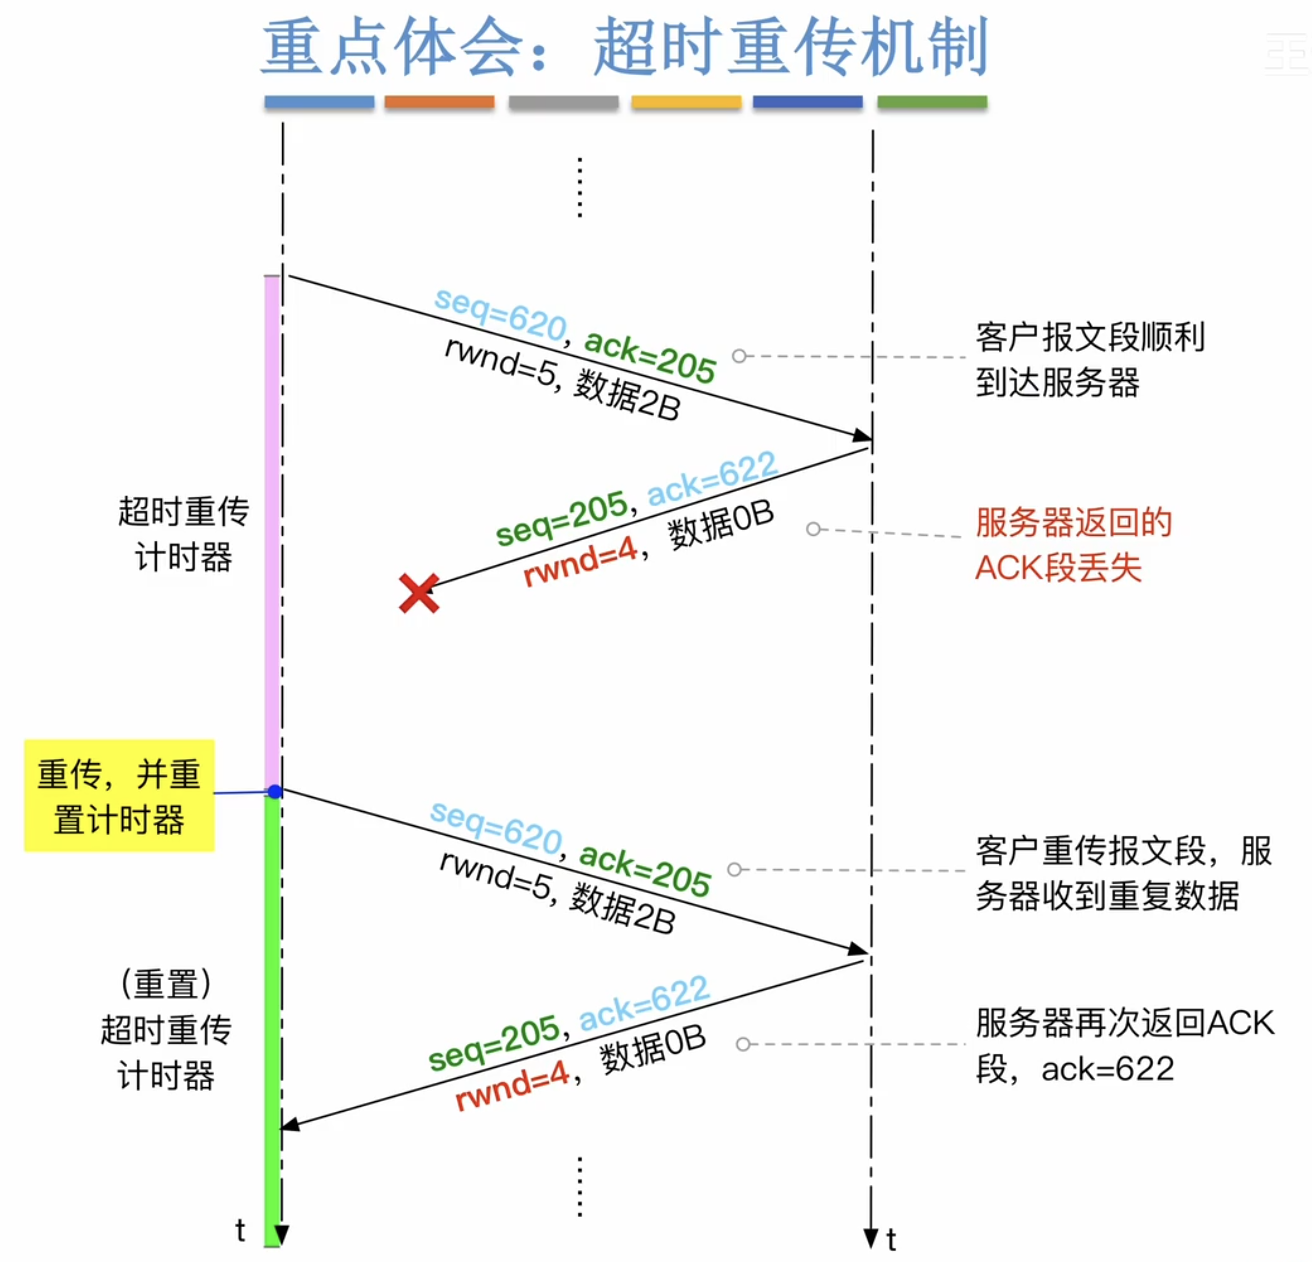 重点体会：超时重传机制
seq=620, ack=205
rwnd=5, 数据2B
客户报文段顺利
到达服务器
seq=205, ack=622
rwnd=4，数据0B
服务器返回的
ACK段丢失
超时重传
计时器
重传，并重
置计时器
seq=620, ack=205
rwnd=5, 数据2B
客户重传报文段，服
务器收到重复数据
（重置）
超时重传
计时器
seq=205, ack=622
rwnd=4，数据0B
服务器再次返回ACK
段，ack=622
t
t